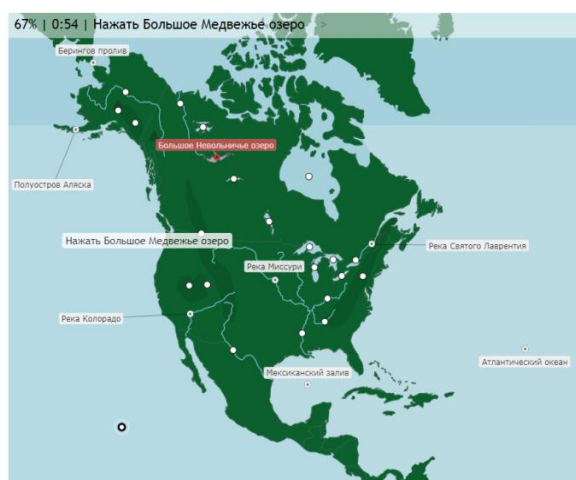 67% | 0:54 | Нажать Большое Медвежье озеро
Берингов пролив
Большое Невольничье озеро
Полуостров Аляска
Нажать Большое Медвежье озеро
Река Святого Лаврентия
Река Миссури
Река Колорадо
Атлантический океан
Мексиканский залив